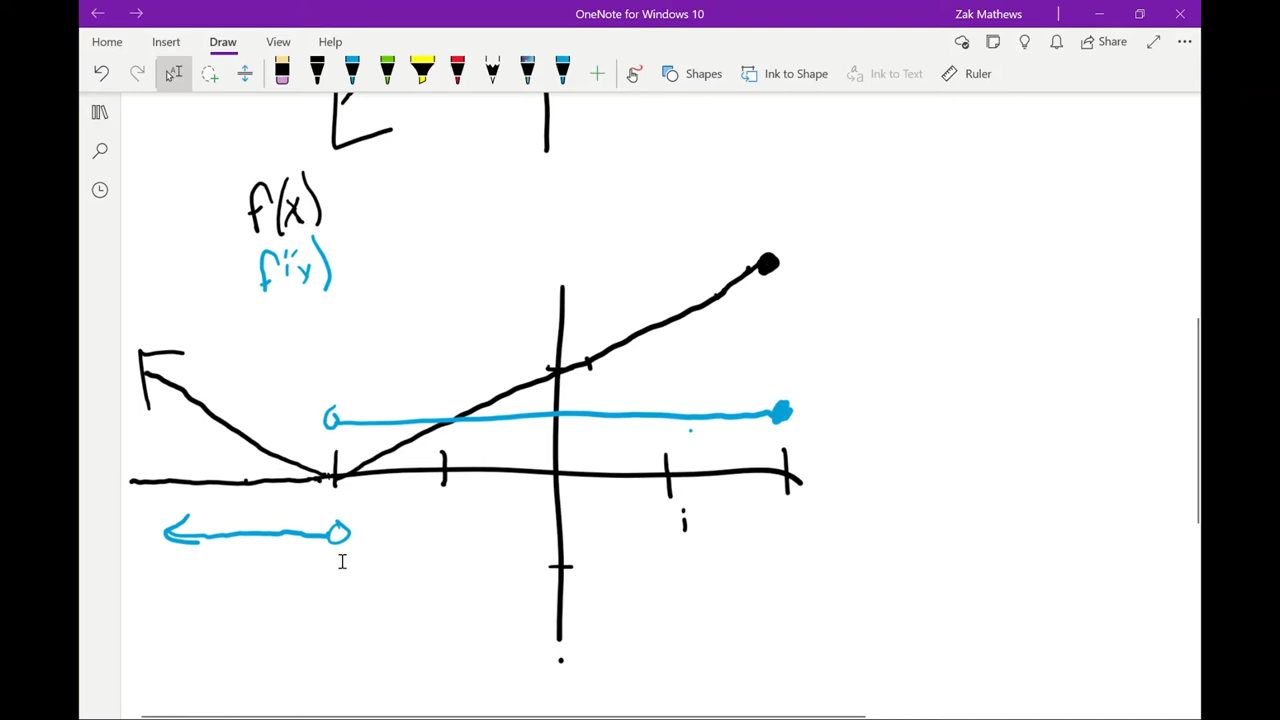 OneNote for Windows 10
Zak Mathews
Home Insert Draw View Help
Share
Shapes
Ink to Shape
Ink to Text
Ruler
f(x)